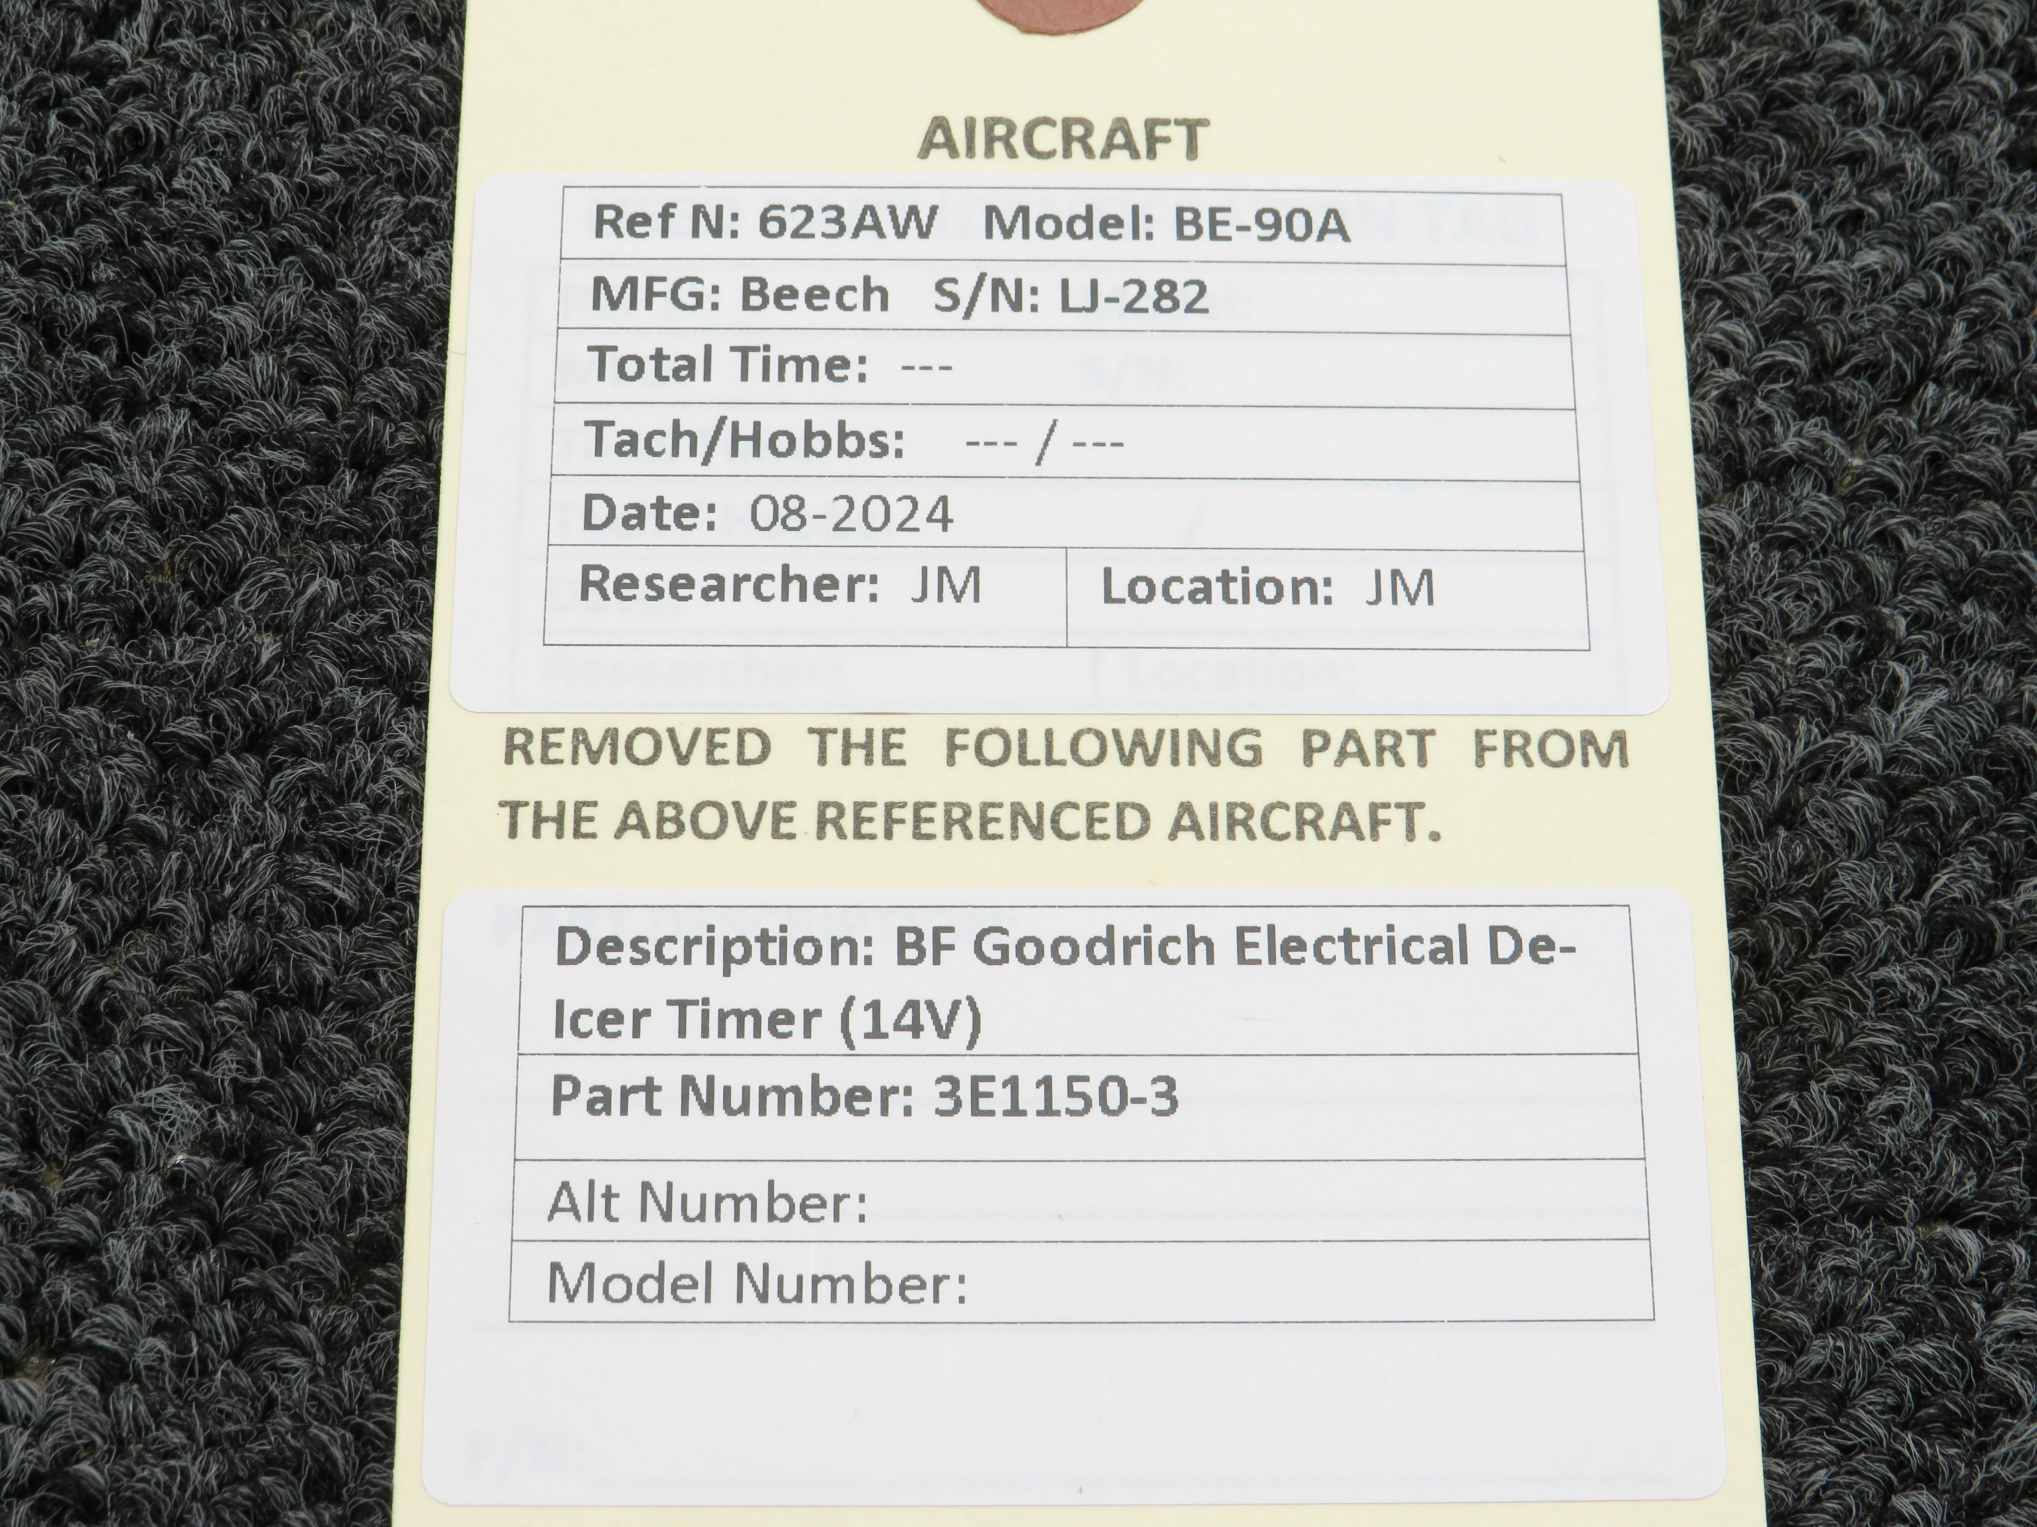 AIRCRAFT
Ref N: 623AW Model: BE-90A
MFG: Beech S/N: LJ-282
Total Time: ---
Tach/Hobbs: --- / ---
Date: 08-2024
Researcher: JM Location: JM
REMOVED THE FOLLOWING PART FROM
THE ABOVE REFERENCED AIRCRAFT.
Description: BF Goodrich Electrical De-
Icer Timer (14V)
Part Number: 3E1150-3
Alt Number:
Model Number:
P/N: